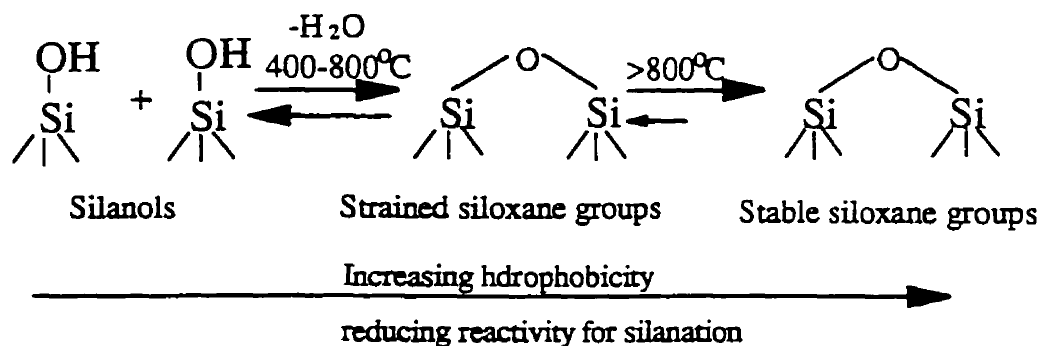 -H₂O
OH OH 400-800°C O >800°C O
Si + Si Si Si Si Si
Silanols Strained siloxane groups Stable siloxane groups
Increasing hdrophobicity
reducing reactivity for silanation